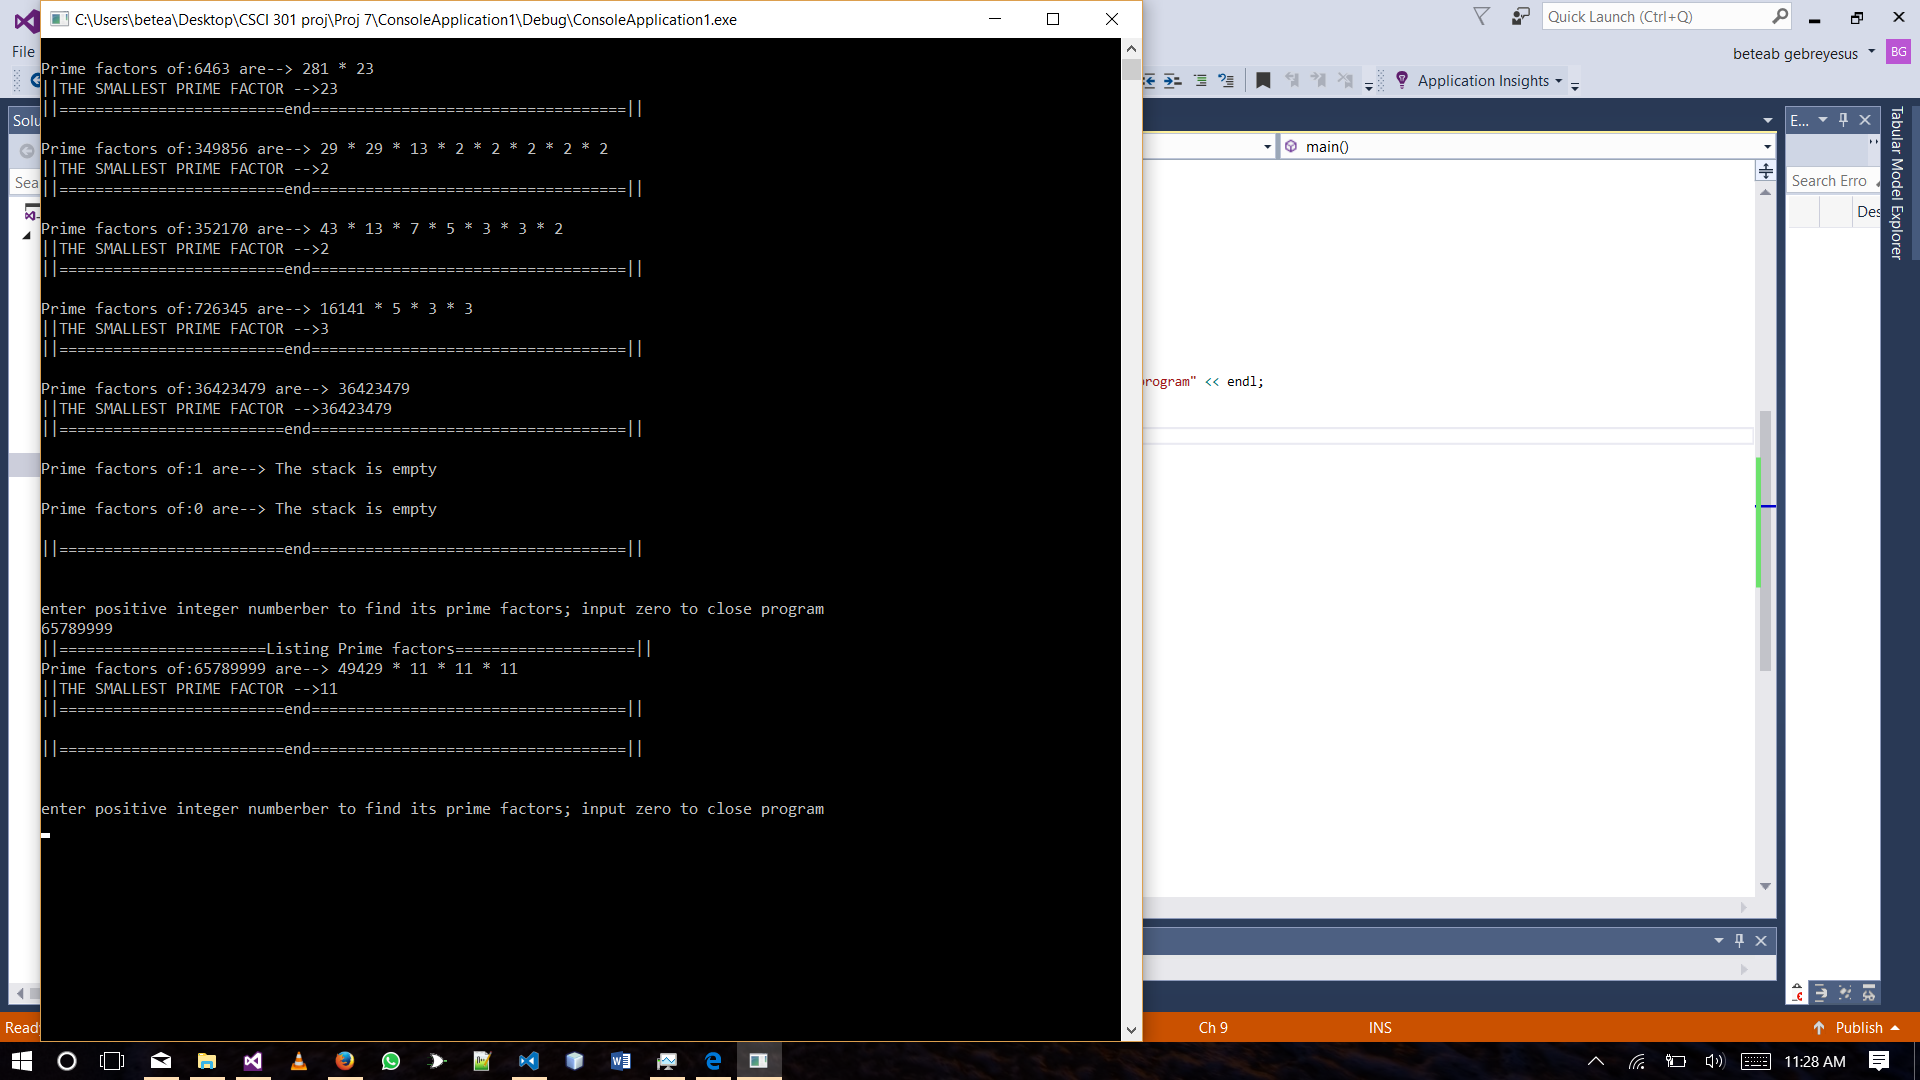 C:\Users\betea\Desktop\CSCI 301 proj\Proj 7\ConsoleApplication1\Debug\ConsoleApplication1.exe
Quick Launch (Ctrl+Q)
File
beteab gebreyesus
BG
Application Insights
Prime factors of:6463 are--> 281 * 23
||THE SMALLEST PRIME FACTOR -->23
||=========================end===================================||
Prime factors of:349856 are--> 29 * 29 * 13 * 2 * 2 * 2 * 2 * 2
||THE SMALLEST PRIME FACTOR -->2
||=========================end===================================||
Prime factors of:352170 are--> 43 * 13 * 7 * 5 * 3 * 3 * 2
||THE SMALLEST PRIME FACTOR -->2
||=========================end===================================||
Prime factors of:726345 are--> 16141 * 5 * 3 * 3
||THE SMALLEST PRIME FACTOR -->3
||=========================end===================================||
Prime factors of:36423479 are--> 36423479
||THE SMALLEST PRIME FACTOR -->36423479
||=========================end===================================||
Prime factors of:1 are--> The stack is empty
Prime factors of:0 are--> The stack is empty
||=========================end===================================||
enter positive integer numberber to find its prime factors; input zero to close program
65789999
||=======================Listing Prime factors====================||
Prime factors of:65789999 are--> 49429 * 11 * 11 * 11
||THE SMALLEST PRIME FACTOR -->11
||=========================end===================================||
||=========================end===================================||
enter positive integer numberber to find its prime factors; input zero to close program
Solu
Sea
main()
rogram" << endl;
E...
Search Erro
Des
Tabular Model Explorer
Read
Ch 9
INS
Publish
11:28 AM